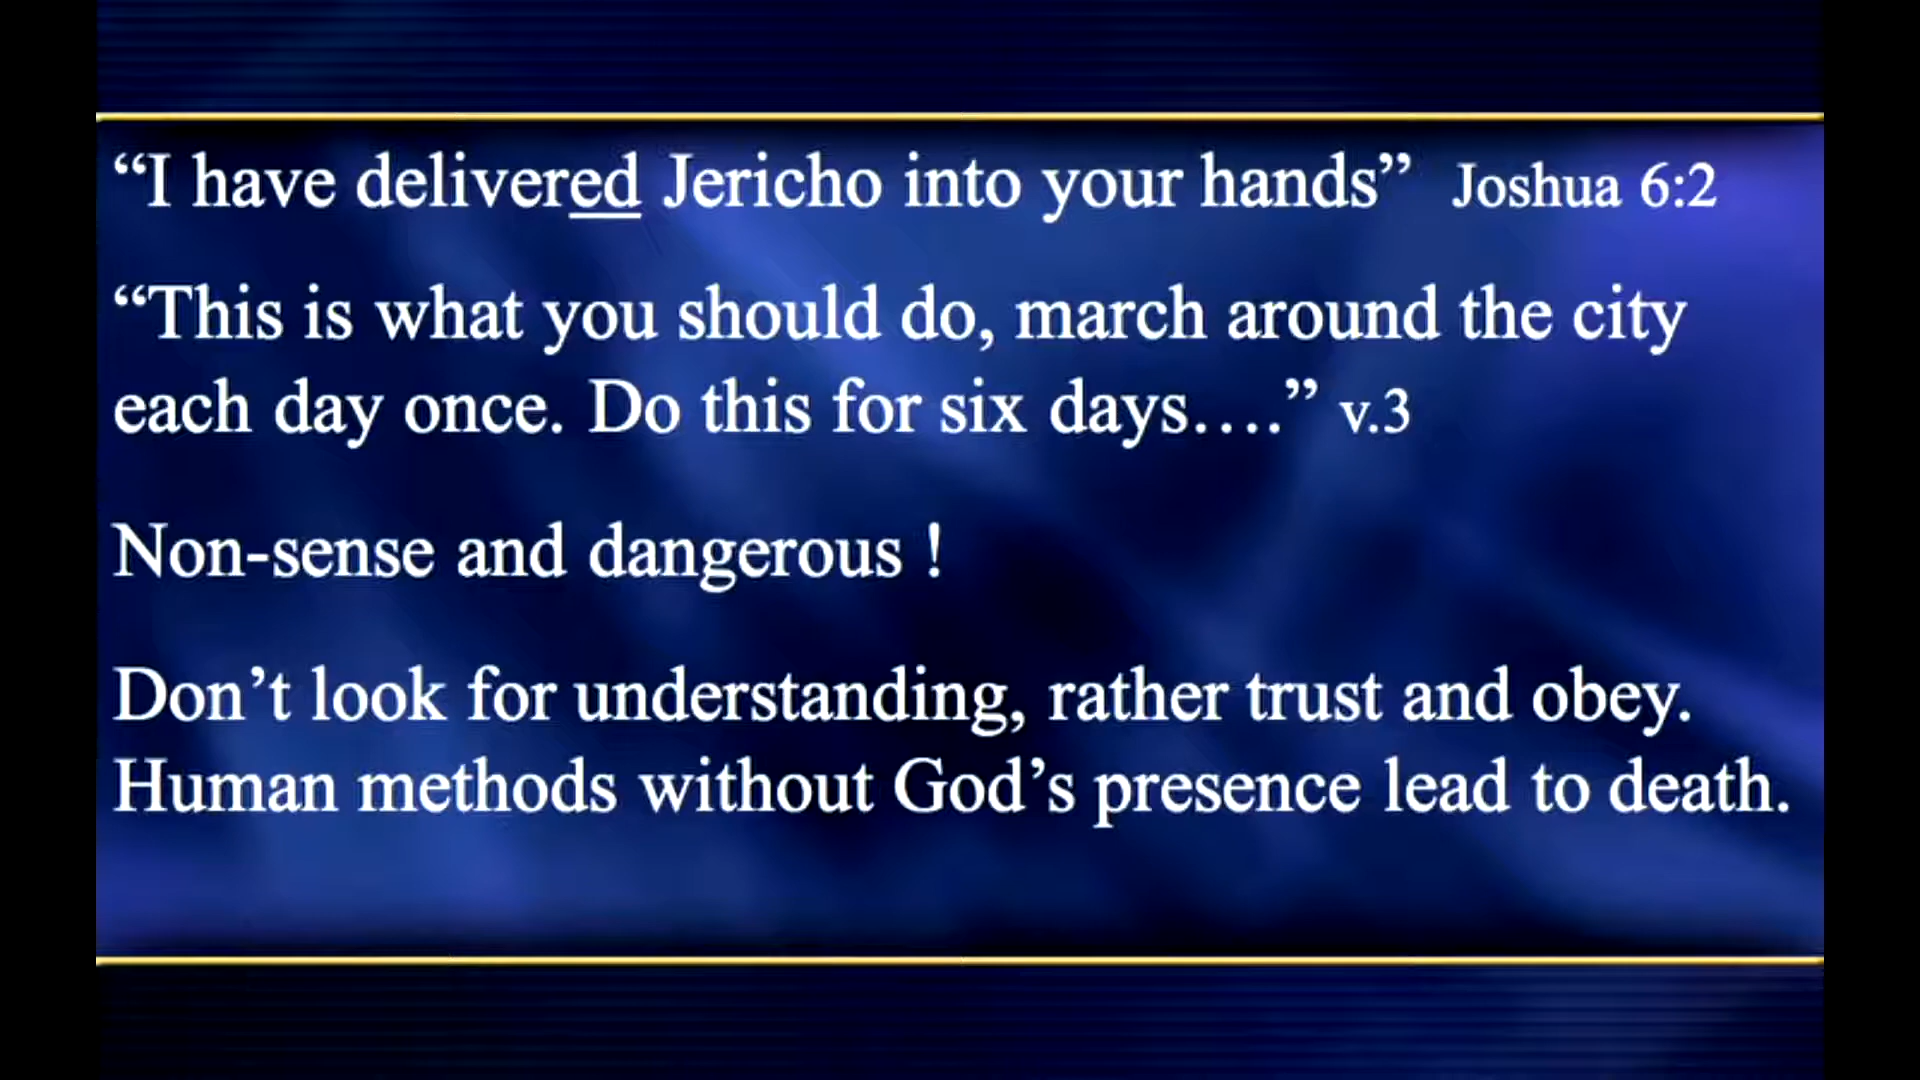 “I have delivered Jericho into your hands” Joshua 6:2
“This is what you should do, march around the city
each day once. Do this for six days….” v.3
Non-sense and dangerous !
Don’t look for understanding, rather trust and obey.
Human methods without God’s presence lead to death.